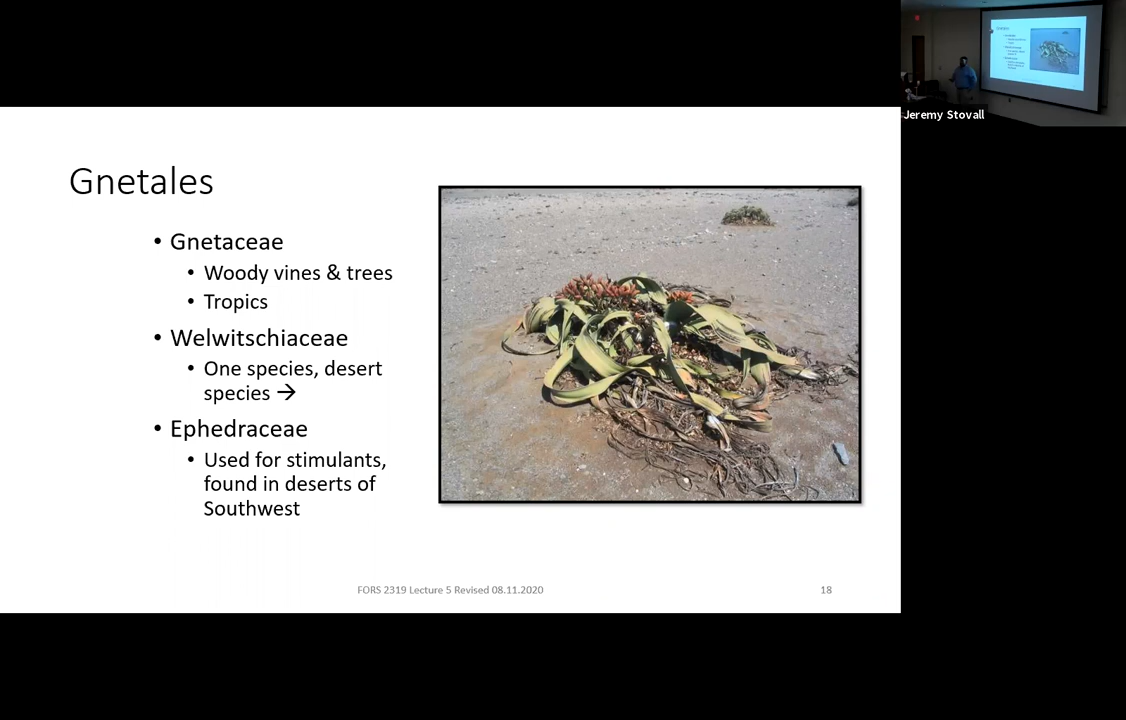 Jeremy Stovall
Gnetales
• Gnetaceae
• Woody vines & trees
• Tropics
• Welwitschiaceae
• One species, desert
species →
• Ephedraceae
• Used for stimulants,
found in deserts of
Southwest
FORS 2319 Lecture 5 Revised 08.11.2020
18